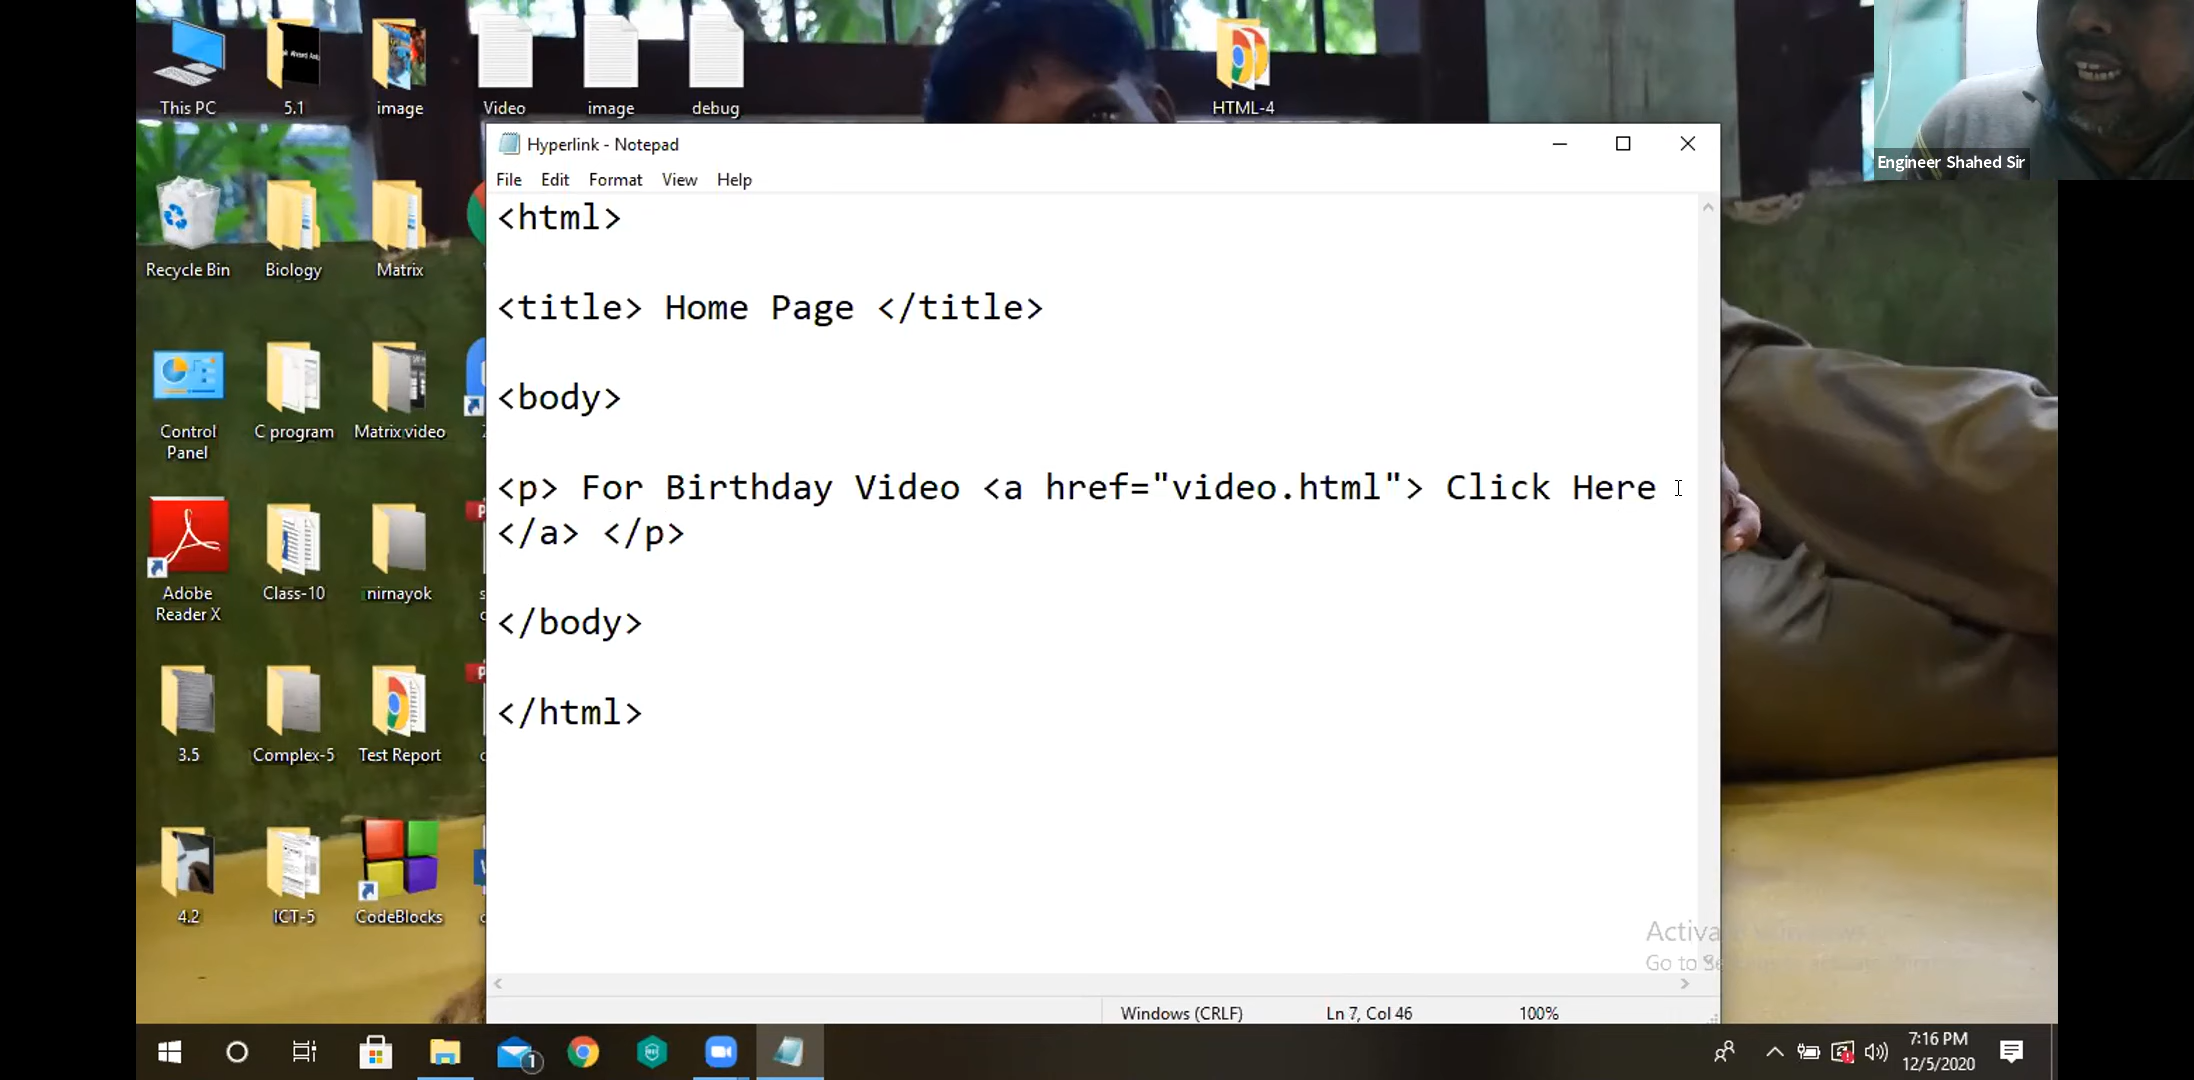 This PC
5.1
image
Video
image
debug
HTML-4
Engineer Shahed Sir
Hyperlink - Notepad
File Edit Format View Help
<html>
<title> Home Page </title>
<body>
<p> For Birthday Video <a href="video.html"> Click Here
</a> </p>
</body>
</html>
Recycle Bin
Biology
Matrix
Control
Panel
C program
Matrix video
Adobe
Reader X
Class-10
nirnayok
3.5
Complex-5
Test Report
4.2
ICT-5
CodeBlocks
Windows (CRLF)
Ln 7, Col 46
100%
1
7:16 PM
12/5/2020